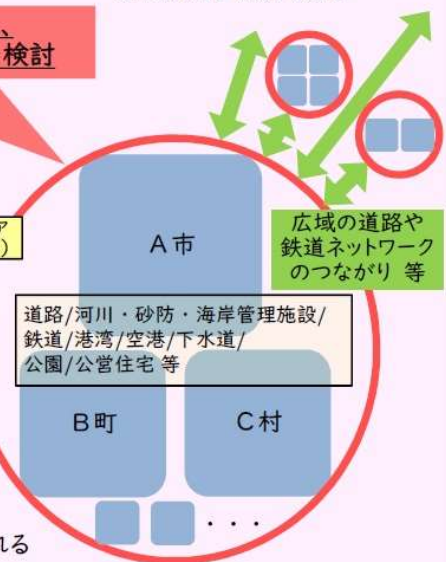 検討
広域の道路や
鉄道ネットワーク
のつながり 等
A市
道路/河川・砂防・海岸管理施設/
鉄道/港湾/空港/下水道/
公園/公営住宅 等
B町
C村
・・・
れる